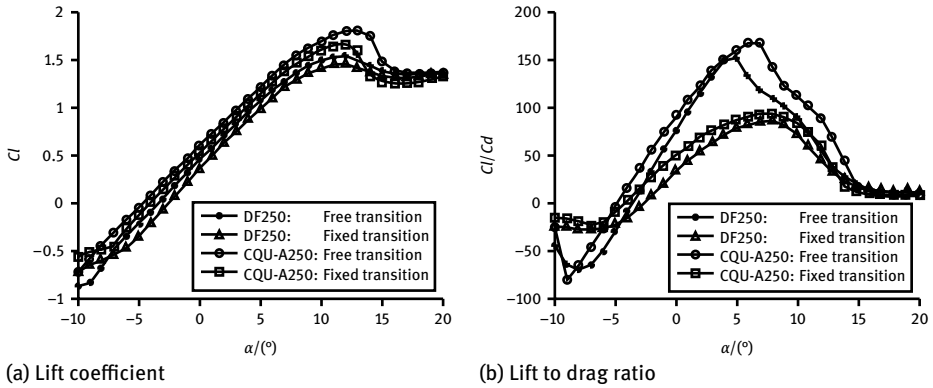 2
1.5
1
0.5
0
−0.5
−1
Cl
−10
−5
0
5
10
15
20
α/(°)
DF250: Free transition
DF250: Fixed transition
CQU-A250: Free transition
CQU-A250: Fixed transition
(a) Lift coefficient
200
150
100
50
0
−50
−100
Cl/Cd
−10
−5
0
5
10
15
20
α/(°)
DF250: Free transition
DF250: Fixed transition
CQU-A250: Free transition
CQU-A250: Fixed transition
(b) Lift to drag ratio